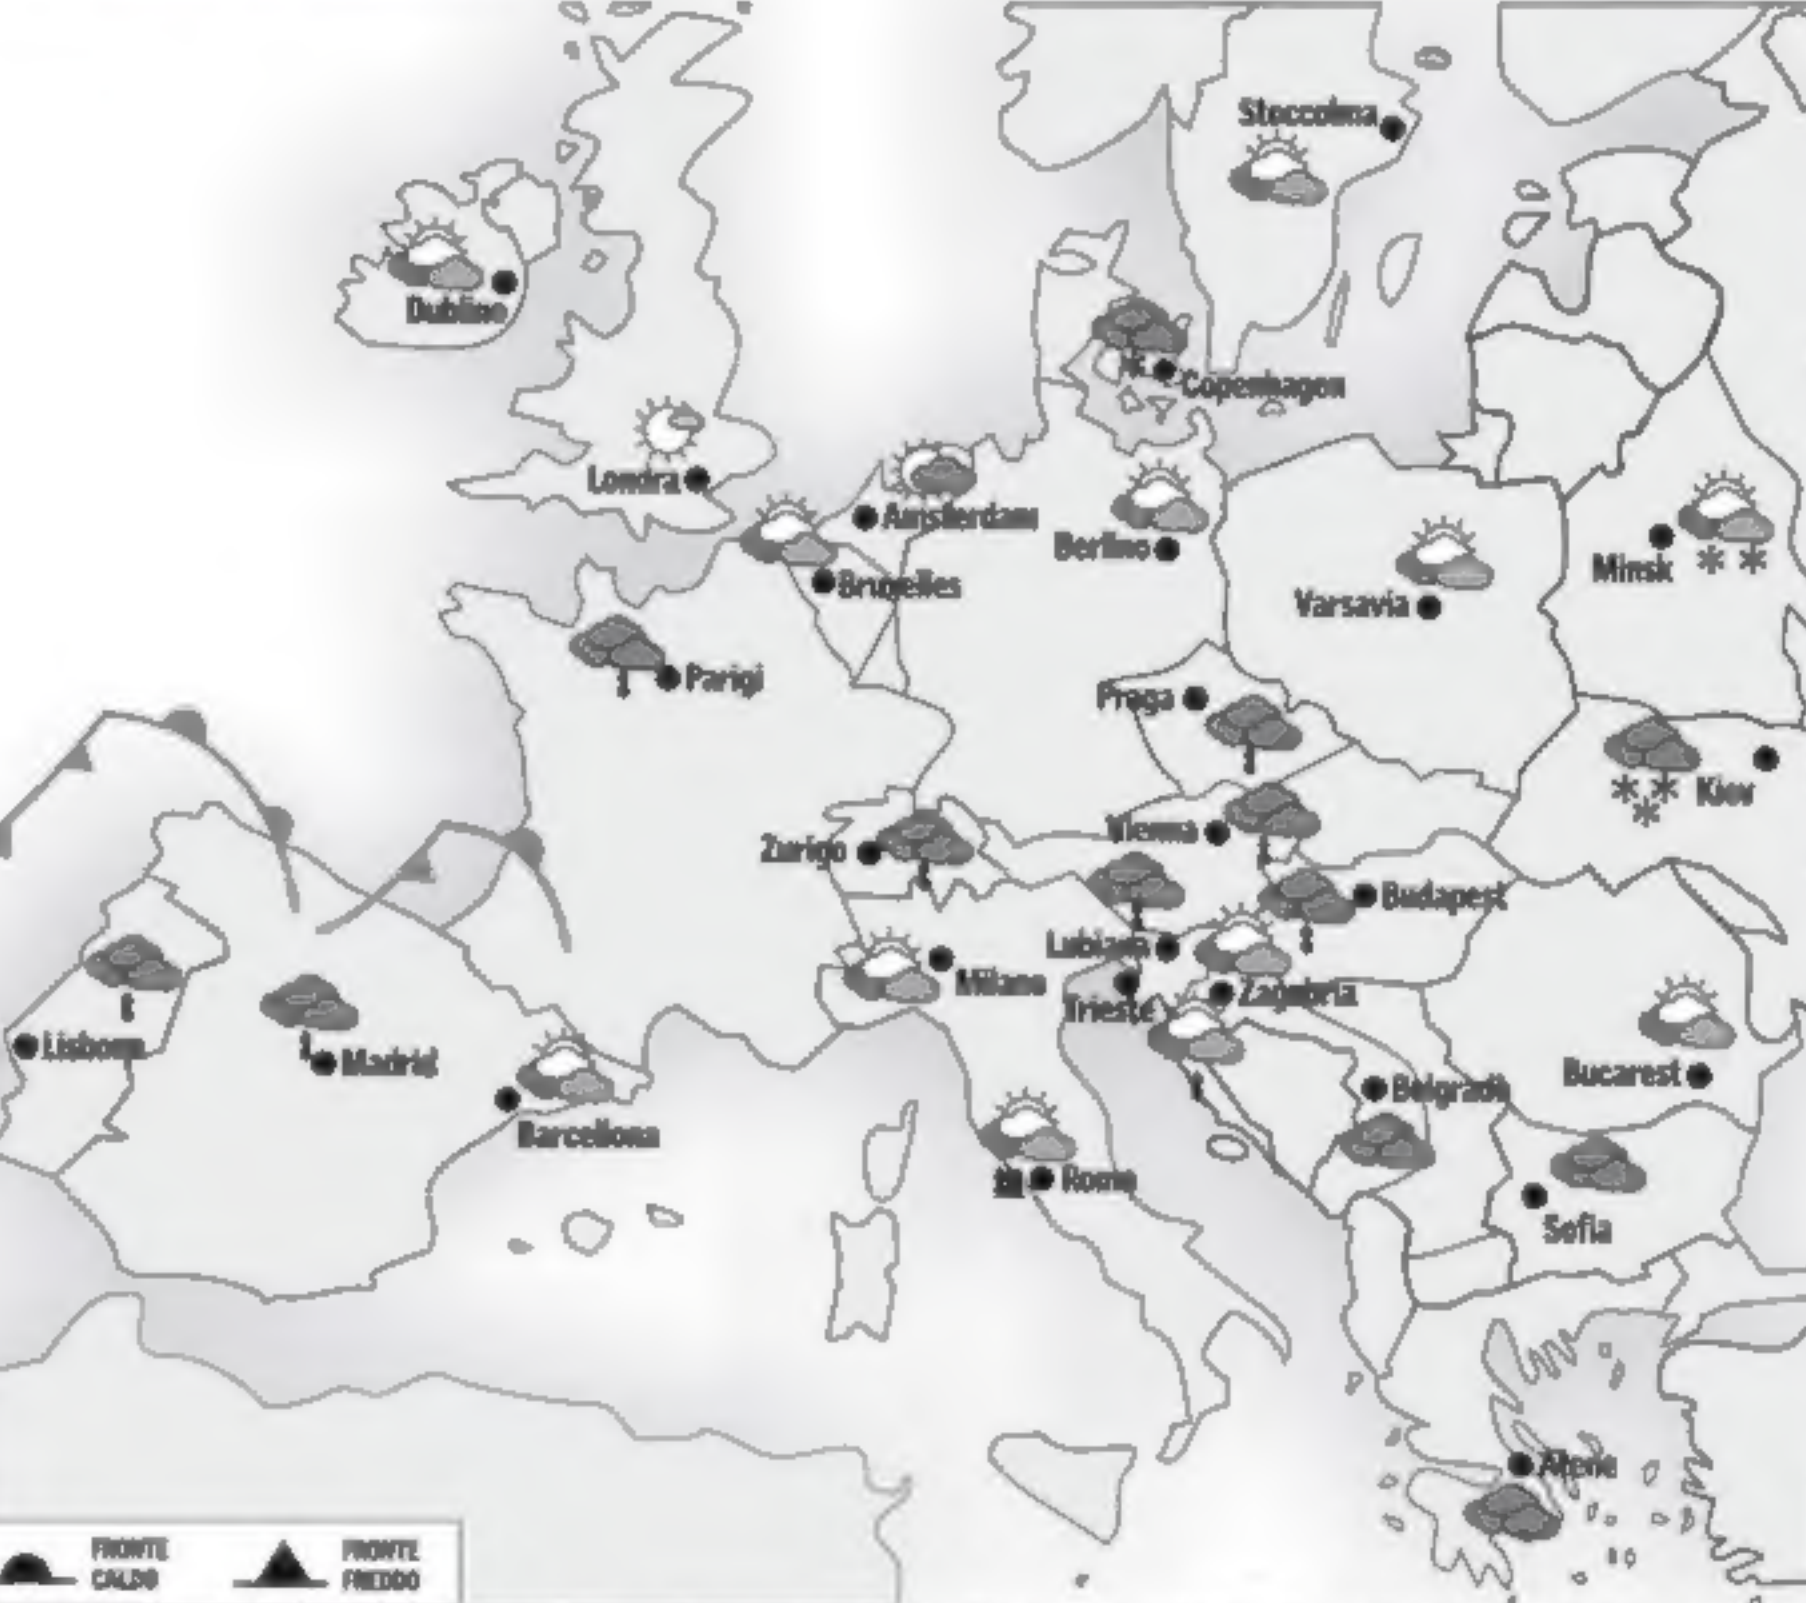 Stoccolma
Dublino
Copenhagen
Londra
Amsterdam
Berlino
Minsk
Bruxelles
Varsavia
Parigi
Praga
Kiev
Vienna
Zurigo
Budapest
Lubiana
Milano
Zagabria
Trieste
Lisbona
Madrid
Bucarest
Belgrado
Barcellona
Roma
Sofia
Atene
FRONTE
CALDO
FRONTE
FREDDO